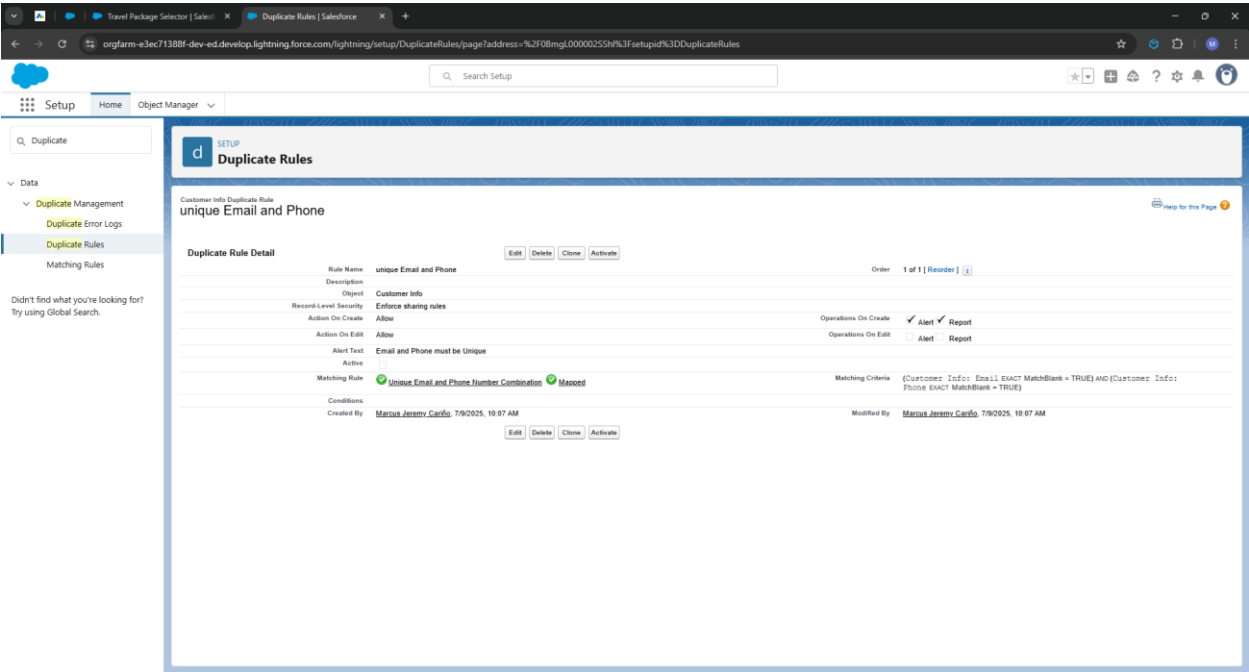 Travel Package Selector | Salesf
Duplicate Rules | Salesforce
orgfarm-e3ec71388f-dev-ed.develop.lightning.force.com/lightning/setup/DuplicateRules/page?address=%2F0BmgL000002SShl%3Fsetupid%3DDuplicateRules
M
Search Setup
Setup
Home
Object Manager
Duplicate
d
SETUP
Duplicate Rules
Data
Duplicate Management
Duplicate Error Logs
Duplicate Rules
Matching Rules
Didn't find what you're looking for?
Try using Global Search.
Customer Info Duplicate Rule
unique Email and Phone
Help for this Page
Duplicate Rule Detail
Edit Delete Clone Activate
Rule Name unique Email and Phone Order 1 of 1 [ Reorder ] i
Description
Object Customer Info
Record-Level Security Enforce sharing rules
Action On Create Allow Operations On Create Alert Report
Action On Edit Allow Operations On Edit Alert Report
Alert Text Email and Phone must be Unique
Active
Matching Rule Unique Email and Phone Number Combination Mapped Matching Criteria (Customer Info: Email EXACT MatchBlank = TRUE) AND (Customer Info:
Phone EXACT MatchBlank = TRUE)
Conditions
Created By Marcus Jeremy Cariño, 7/9/2025, 10:07 AM Modified By Marcus Jeremy Cariño, 7/9/2025, 10:07 AM
Edit Delete Clone Activate